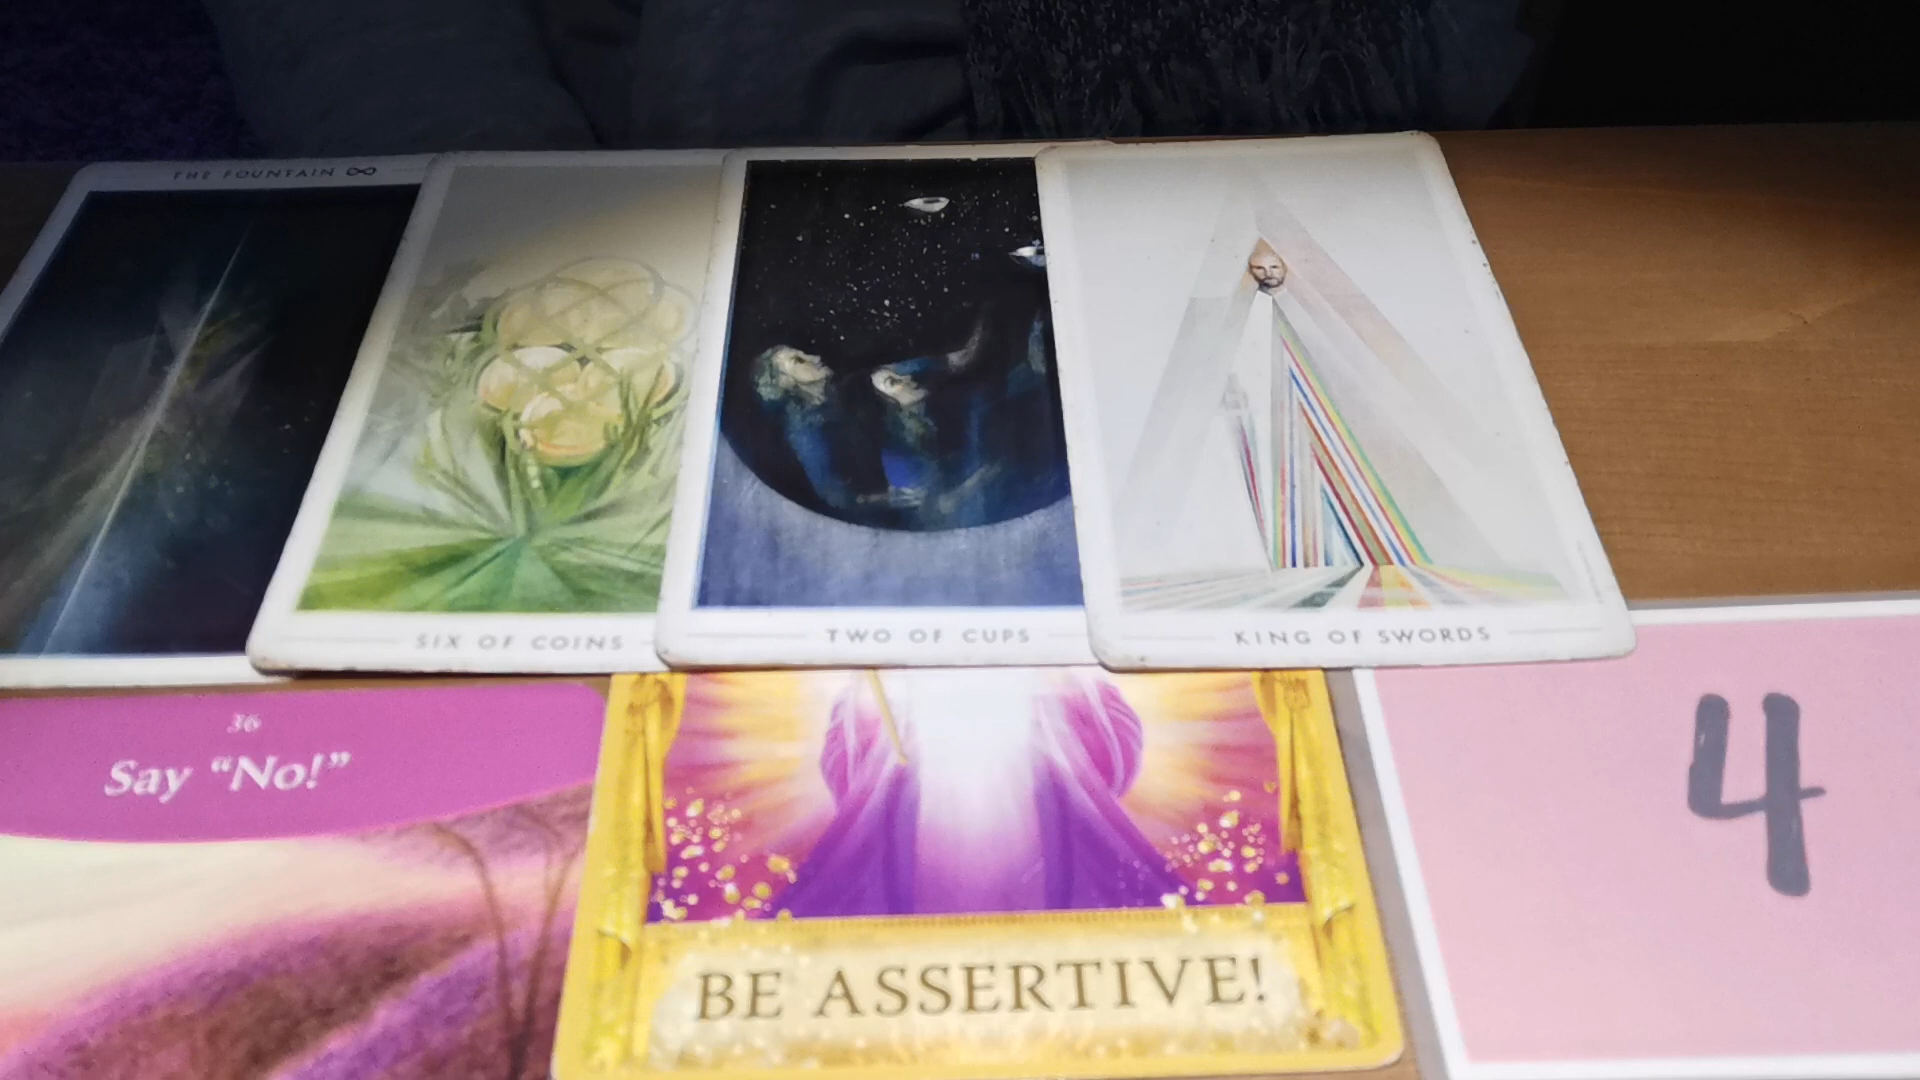 THE FOUNTAIN ∞
SIX OF COINS
TWO OF CUPS
KING OF SWORDS
36
Say “No!”
BE ASSERTIVE!
4